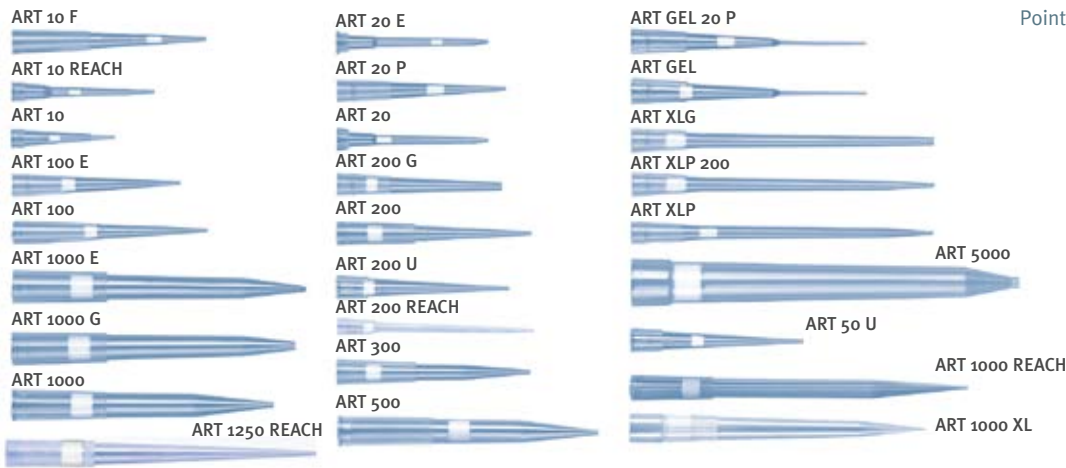 ART 10 F
ART 10 REACH
ART 10
ART 100 E
ART 100
ART 1000 E
ART 1000 G
ART 1000
ART 1250 REACH
ART 20 E
ART 20 P
ART 20
ART 200 G
ART 200
ART 200 U
ART 200 REACH
ART 300
ART 500
ART GEL 20 P
ART GEL
ART XLG
ART XLP 200
ART XLP
ART 5000
ART 50 U
ART 1000 REACH
ART 1000 XL
Point